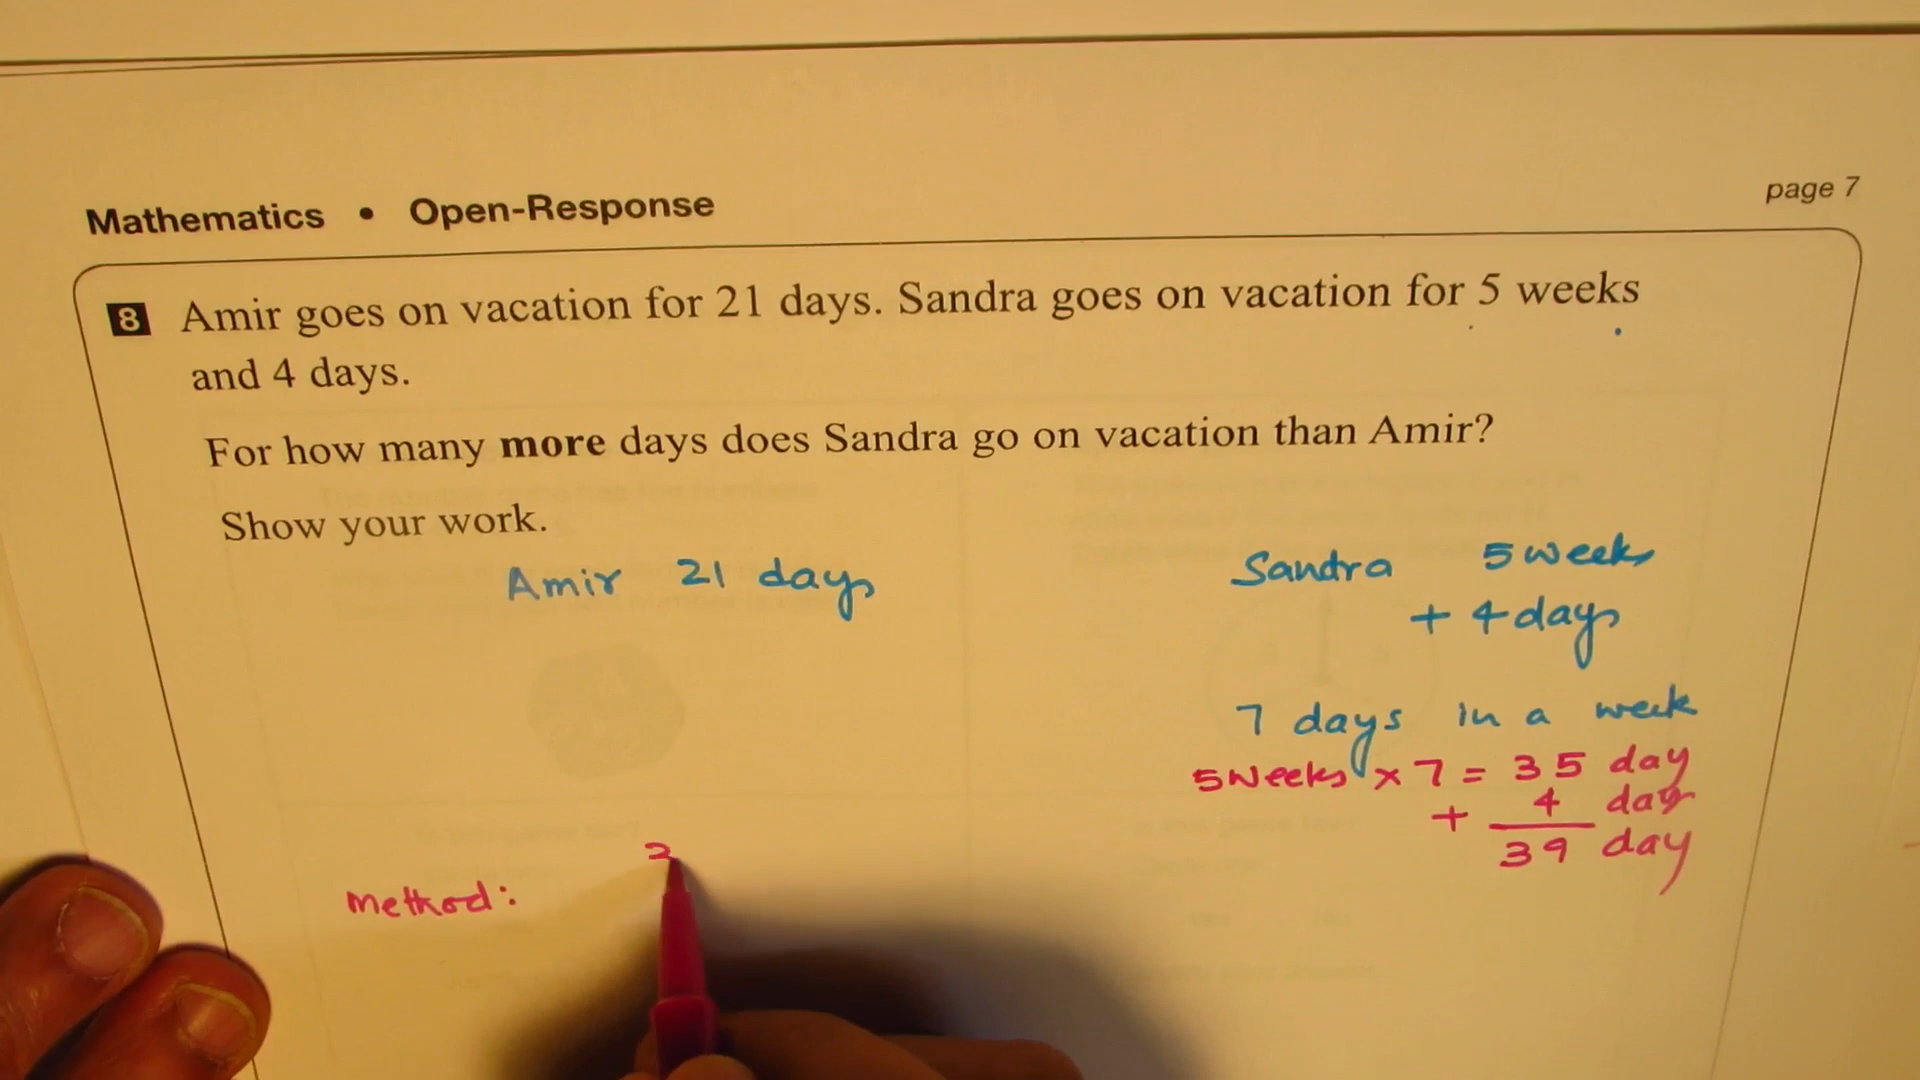 page 7
Mathematics • Open-Response
8 Amir goes on vacation for 21 days. Sandra goes on vacation for 5 weeks
and 4 days.
For how many more days does Sandra go on vacation than Amir?
Show your work.
Amir 21 days
Sandra 5 weeks
+ 4 days
7 days in a week
5 weeks x 7 = 35 day
+ 4 day
39 day
Method: